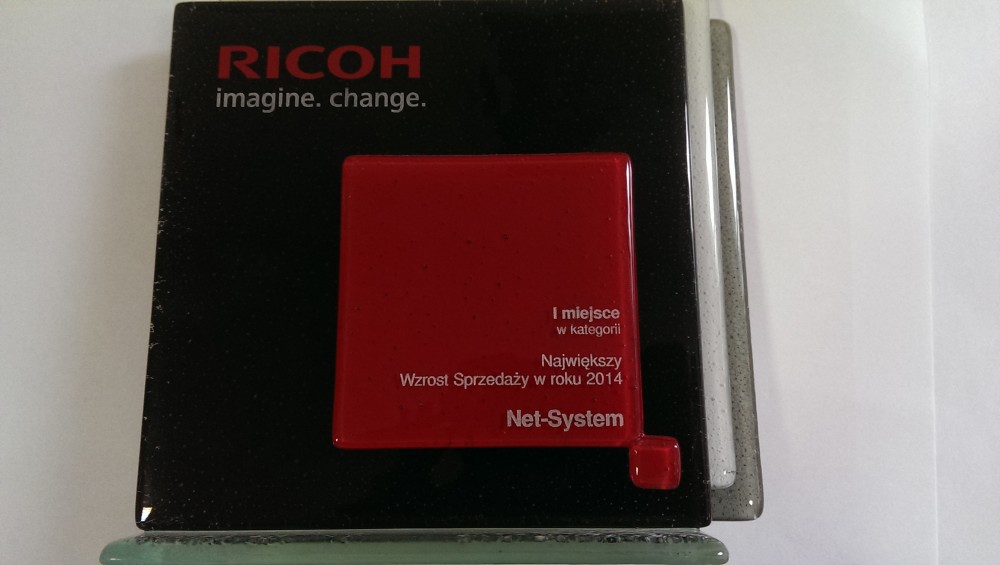 RICOH
imagine. change.
I miejsce
w kategorii
Największy
Wzrost Sprzedaży w roku 2014
Net-System